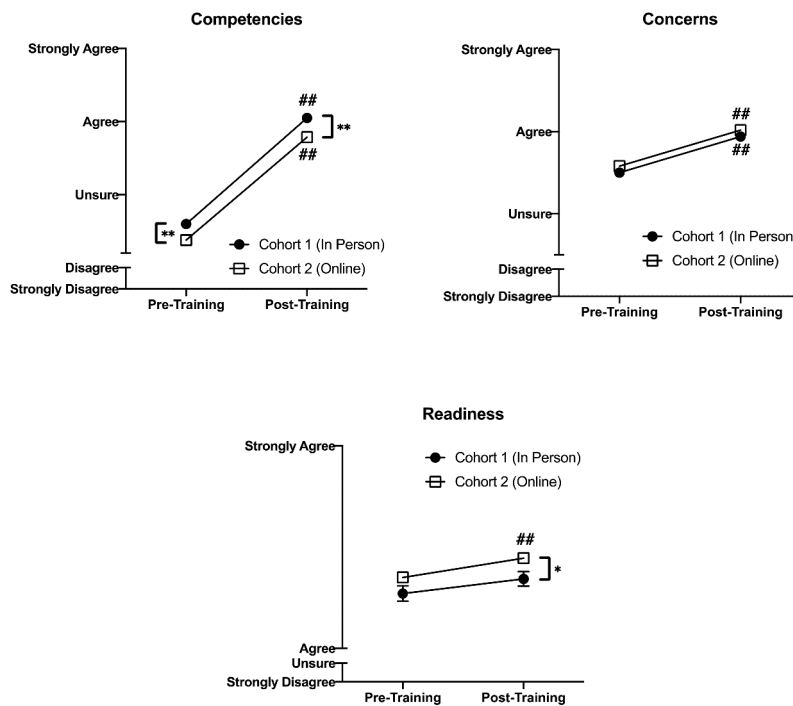 Competencies
Strongly Agree
Agree
Unsure
Disagree
Strongly Disagree
##
**
##
**
Cohort 1 (In Person)
Cohort 2 (Online)
Pre-Training
Post-Training
Concerns
Strongly Agree
Agree
Unsure
Disagree
Strongly Disagree
##
##
Cohort 1 (In Person
Cohort 2 (Online)
Pre-Training
Post-Training
Readiness
Strongly Agree
Agree
Unsure
Strongly Disagree
Cohort 1 (In Person)
Cohort 2 (Online)
##
*
Pre-Training
Post-Training